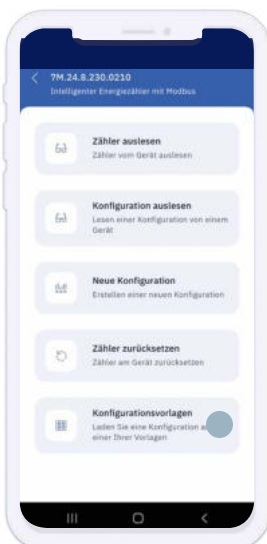 7M.24.8.230.0210
Intelligenter Energiezähler mit Modbus
Zähler auslesen
Zähler vom Gerät auslesen
Konfiguration auslesen
Lesen einer Konfiguration von einem
Gerät
Neue Konfiguration
Erstellen einer neuen Konfiguration
Zähler zurücksetzen
Zähler am Gerät zurücksetzen
Konfigurationsvorlagen
Laden Sie eine Konfiguration
einer Ihrer Vorlagen